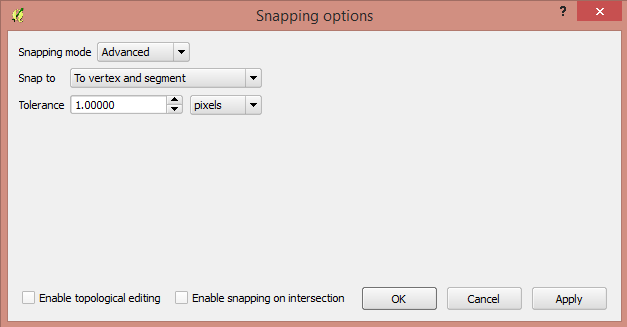 Snapping options
?
Snapping mode Advanced
Snap to To vertex and segment
Tolerance 1.00000 pixels
Enable topological editing Enable snapping on intersection OK Cancel Apply